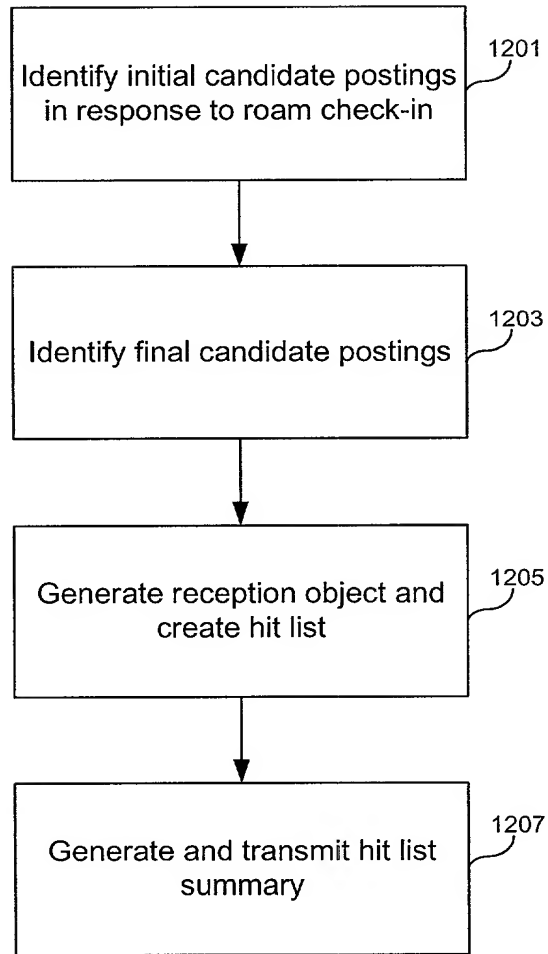 Identify initial candidate postings
in response to roam check-in
1201
Identify final candidate postings
1203
Generate reception object and
create hit list
1205
Generate and transmit hit list
summary
1207